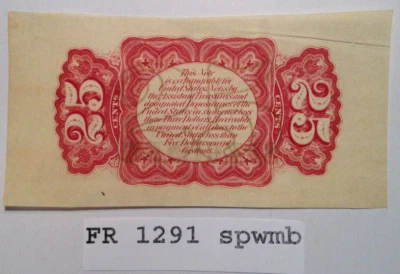 25
CENTS
This Note
is exchangeable for
United States Notes by
the Assistant Treasurers and
designated Depositaries of the
United States in sums not less
than Three Dollars. Receivable
in payment of all dues to the
United States less than
Five Dollars except
Customs.
CENTS
25
FR 1291 spwmb